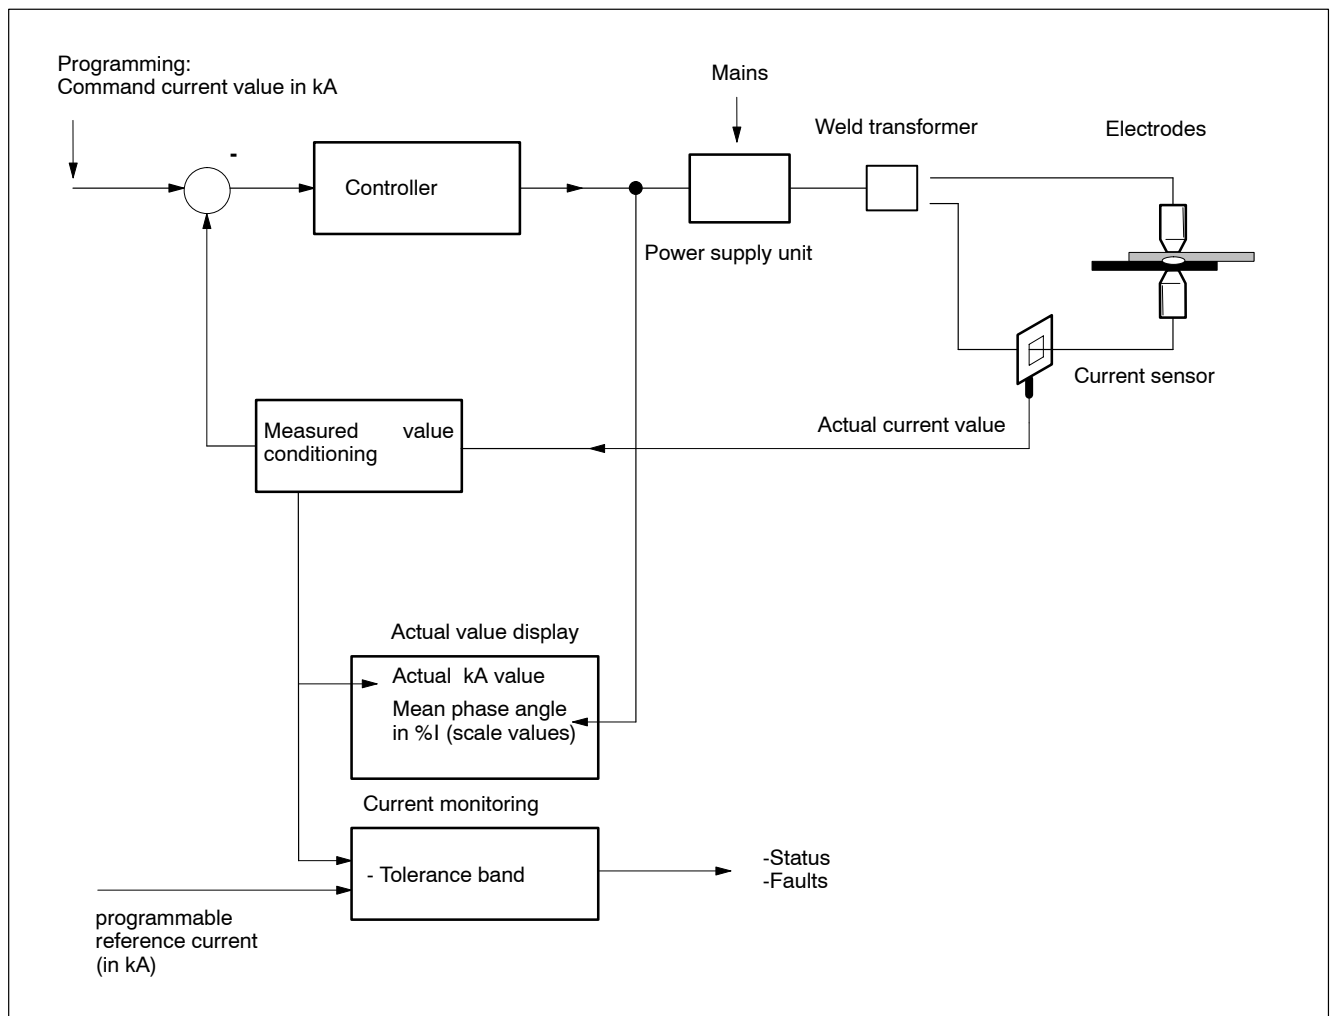 Programming:
Command current value in kA
Mains
Weld transformer
Electrodes
-
Controller
Power supply unit
Current sensor
Actual current value
Measured value
conditioning
Actual value display
Actual kA value
Mean phase angle
in %I (scale values)
Current monitoring
- Tolerance band
-Status
-Faults
programmable
reference current
(in kA)